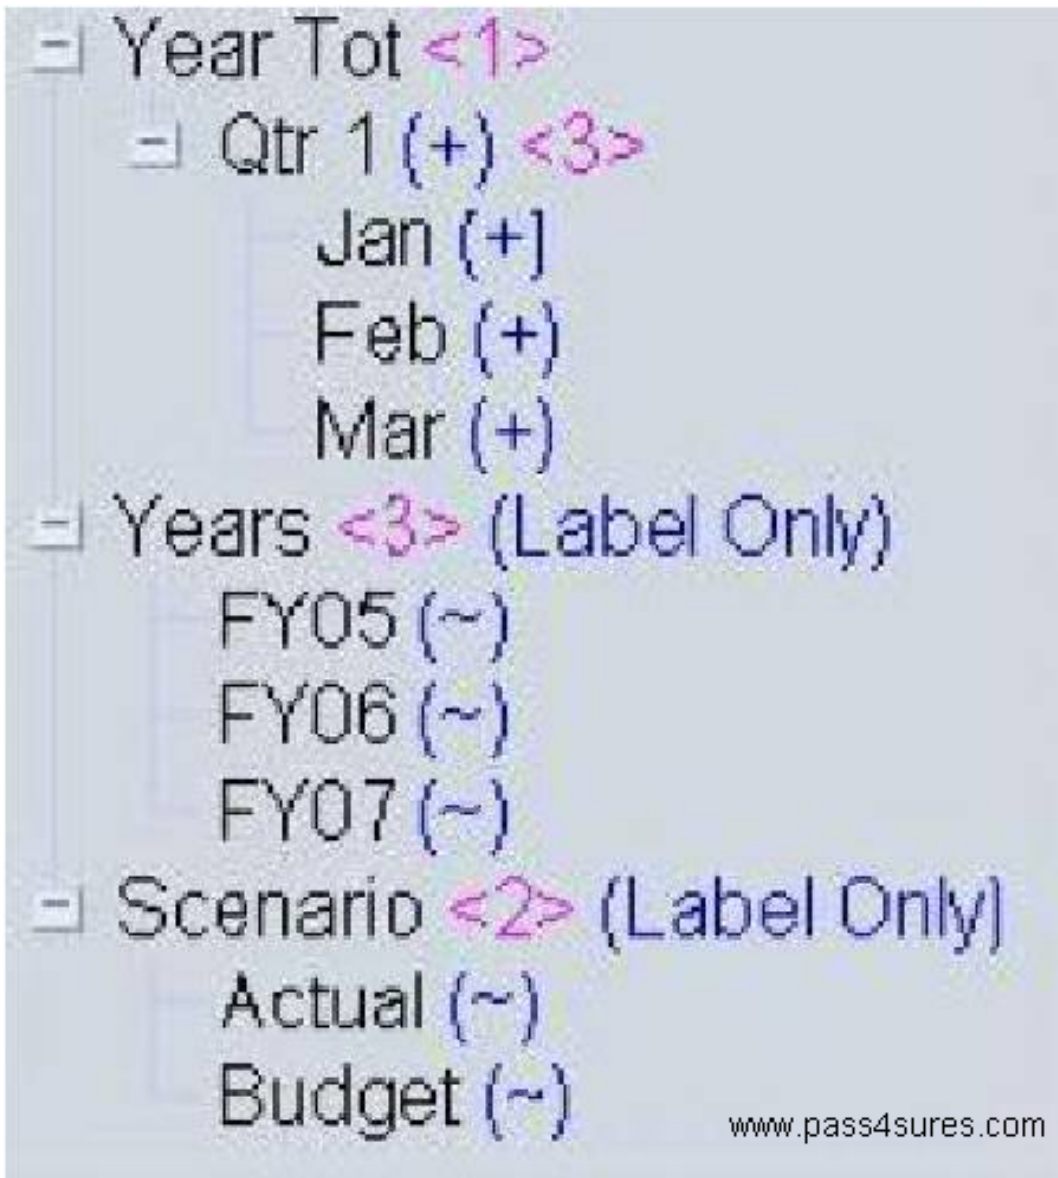 Year Tot <1>
Qtr 1 (+) <3>
Jan (+]
Feb (+)
Mar (+)
Years <3> (Label Only)
FY05 (~)
FY06 (~)
FY07 (~)
Scenario <2> (Label Only]
Actual (~)
Budget (~)
www.pass4sures.com